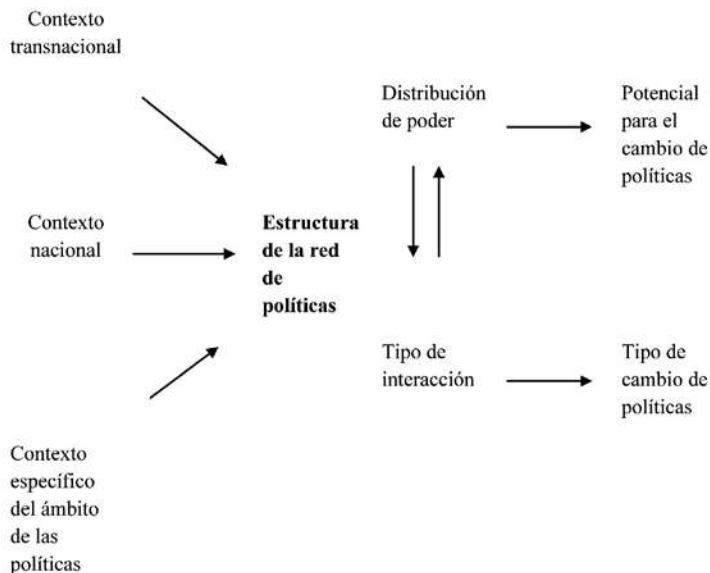 Contexto
transnacional
Distribución
de poder
Potencial
para el
cambio de
políticas
Contexto
nacional
Estructura
de la red
de
políticas
Tipo de
interacción
Tipo de
cambio de
políticas
Contexto
específico
del ámbito
de las
políticas